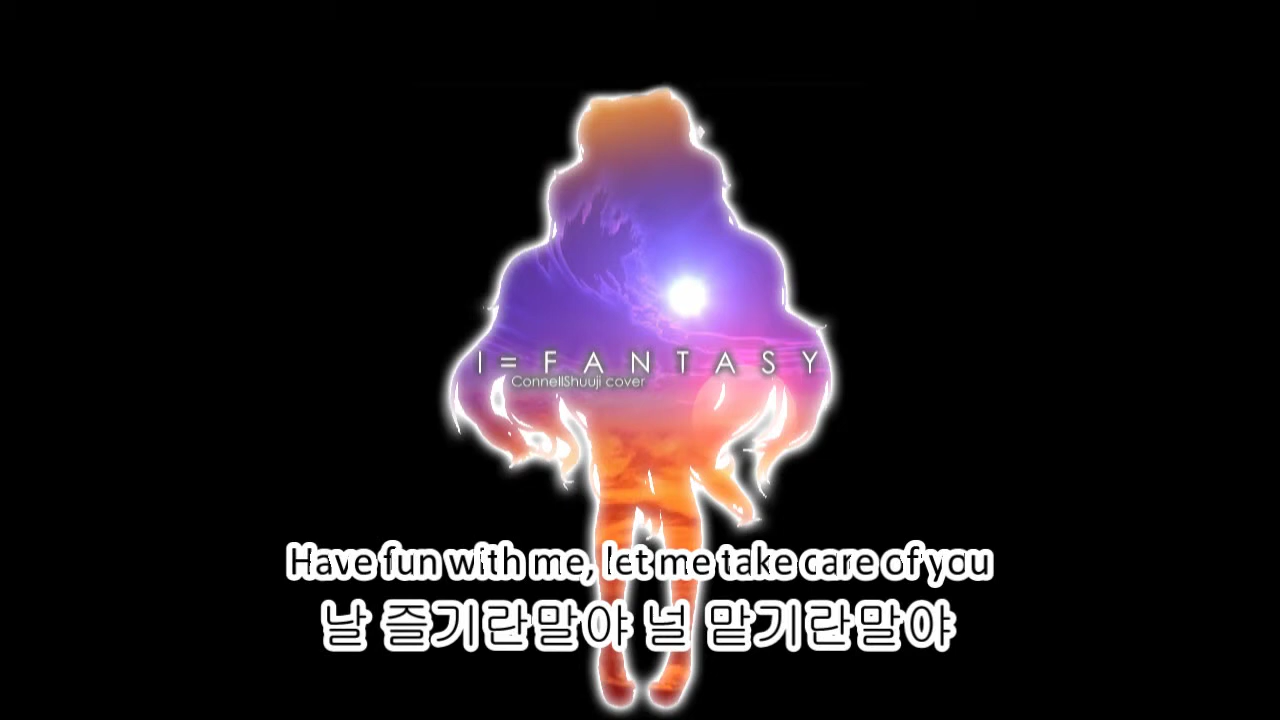 I = F A N T A S Y
ConnellShuuji cover
Have fun with me, let me take care of you
날 즐기란말야 널 맡기란말야